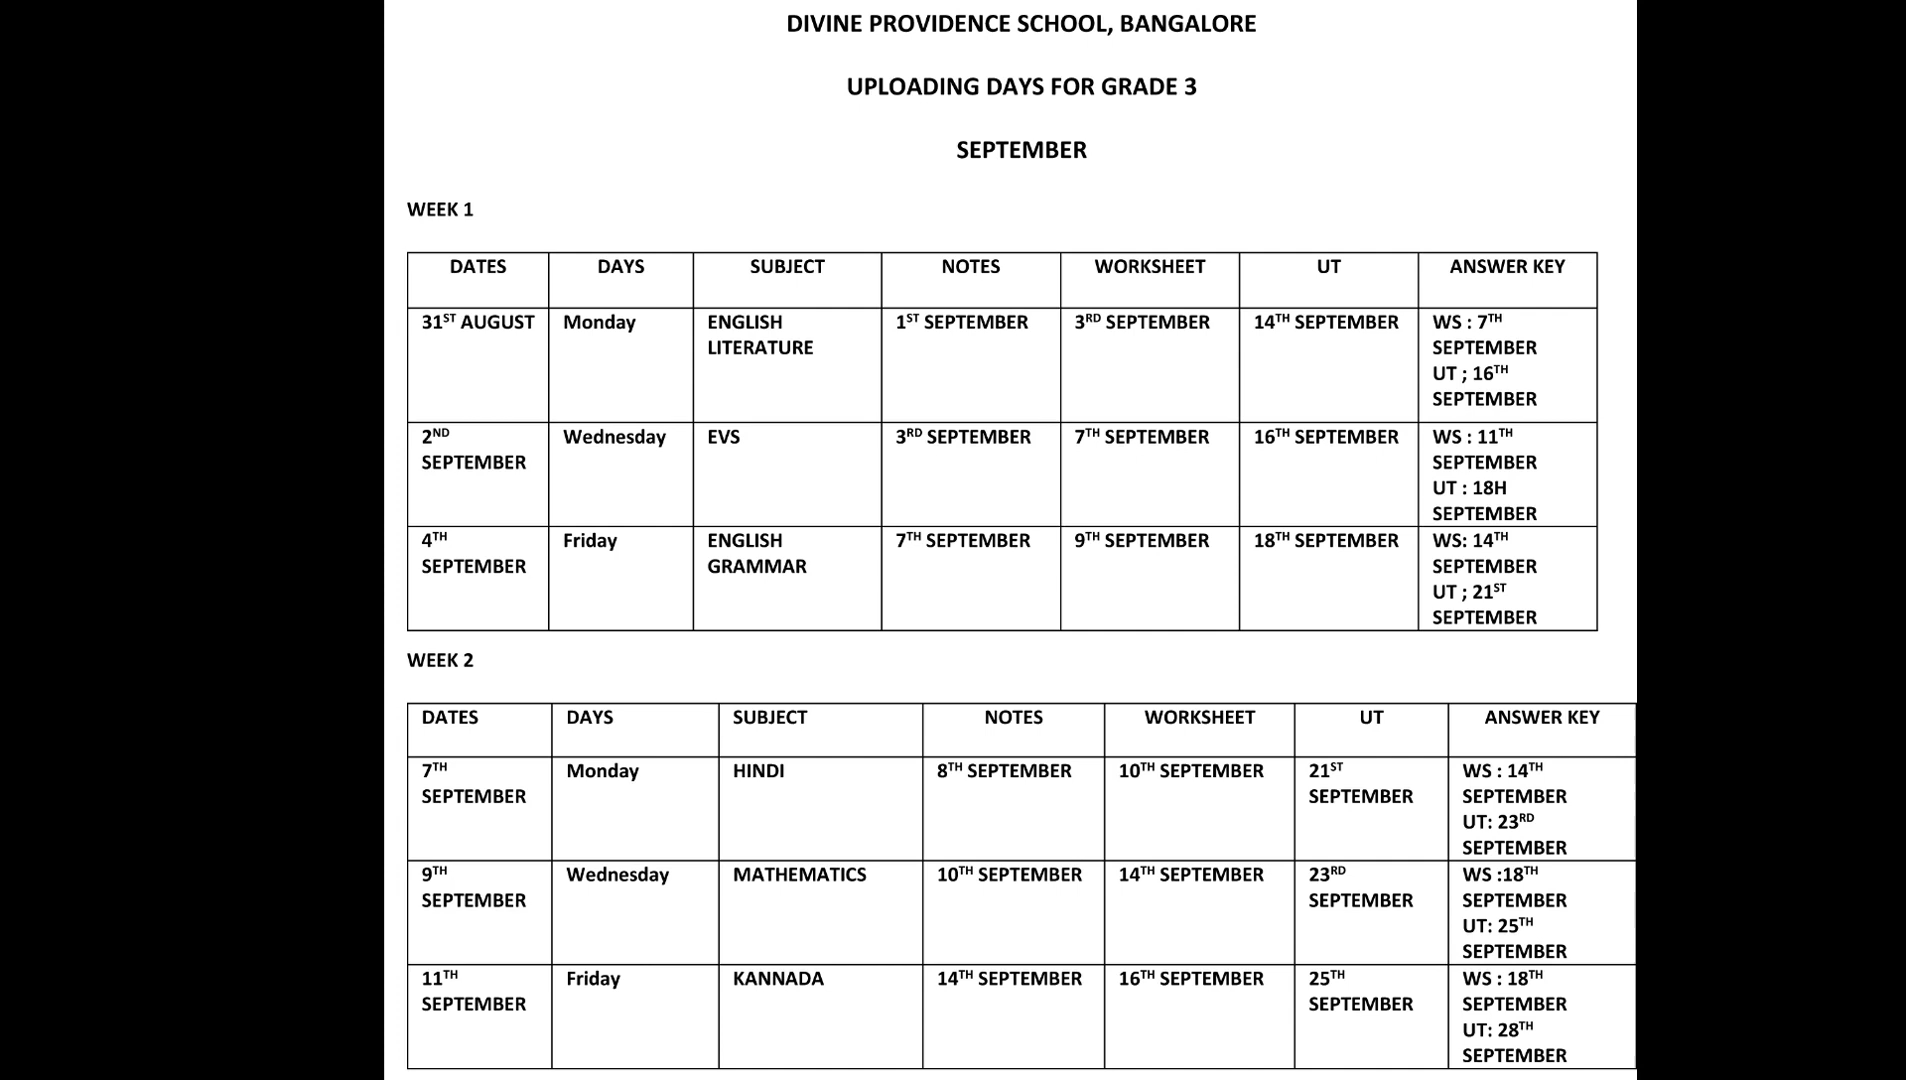 DIVINE PROVIDENCE SCHOOL, BANGALORE
UPLOADING DAYS FOR GRADE 3
SEPTEMBER
WEEK 1
DATES DAYS SUBJECT NOTES WORKSHEET UT ANSWER KEY
31ST AUGUST Monday ENGLISH 1ST SEPTEMBER 3RD SEPTEMBER 14TH SEPTEMBER WS : 7TH
LITERATURE SEPTEMBER
UT ; 16TH
SEPTEMBER
2ND Wednesday EVS 3RD SEPTEMBER 7TH SEPTEMBER 16TH SEPTEMBER WS : 11TH
SEPTEMBER SEPTEMBER
UT : 18H
SEPTEMBER
4TH Friday ENGLISH 7TH SEPTEMBER 9TH SEPTEMBER 18TH SEPTEMBER WS: 14TH
SEPTEMBER GRAMMAR SEPTEMBER
UT ; 21ST
SEPTEMBER
WEEK 2
DATES DAYS SUBJECT NOTES WORKSHEET UT ANSWER KEY
7TH Monday HINDI 8TH SEPTEMBER 10TH SEPTEMBER 21ST WS : 14TH
SEPTEMBER SEPTEMBER SEPTEMBER
UT: 23RD
SEPTEMBER
9TH Wednesday MATHEMATICS 10TH SEPTEMBER 14TH SEPTEMBER 23RD WS :18TH
SEPTEMBER SEPTEMBER SEPTEMBER
UT: 25TH
SEPTEMBER
11TH Friday KANNADA 14TH SEPTEMBER 16TH SEPTEMBER 25TH WS : 18TH
SEPTEMBER SEPTEMBER SEPTEMBER
UT: 28TH
SEPTEMBER